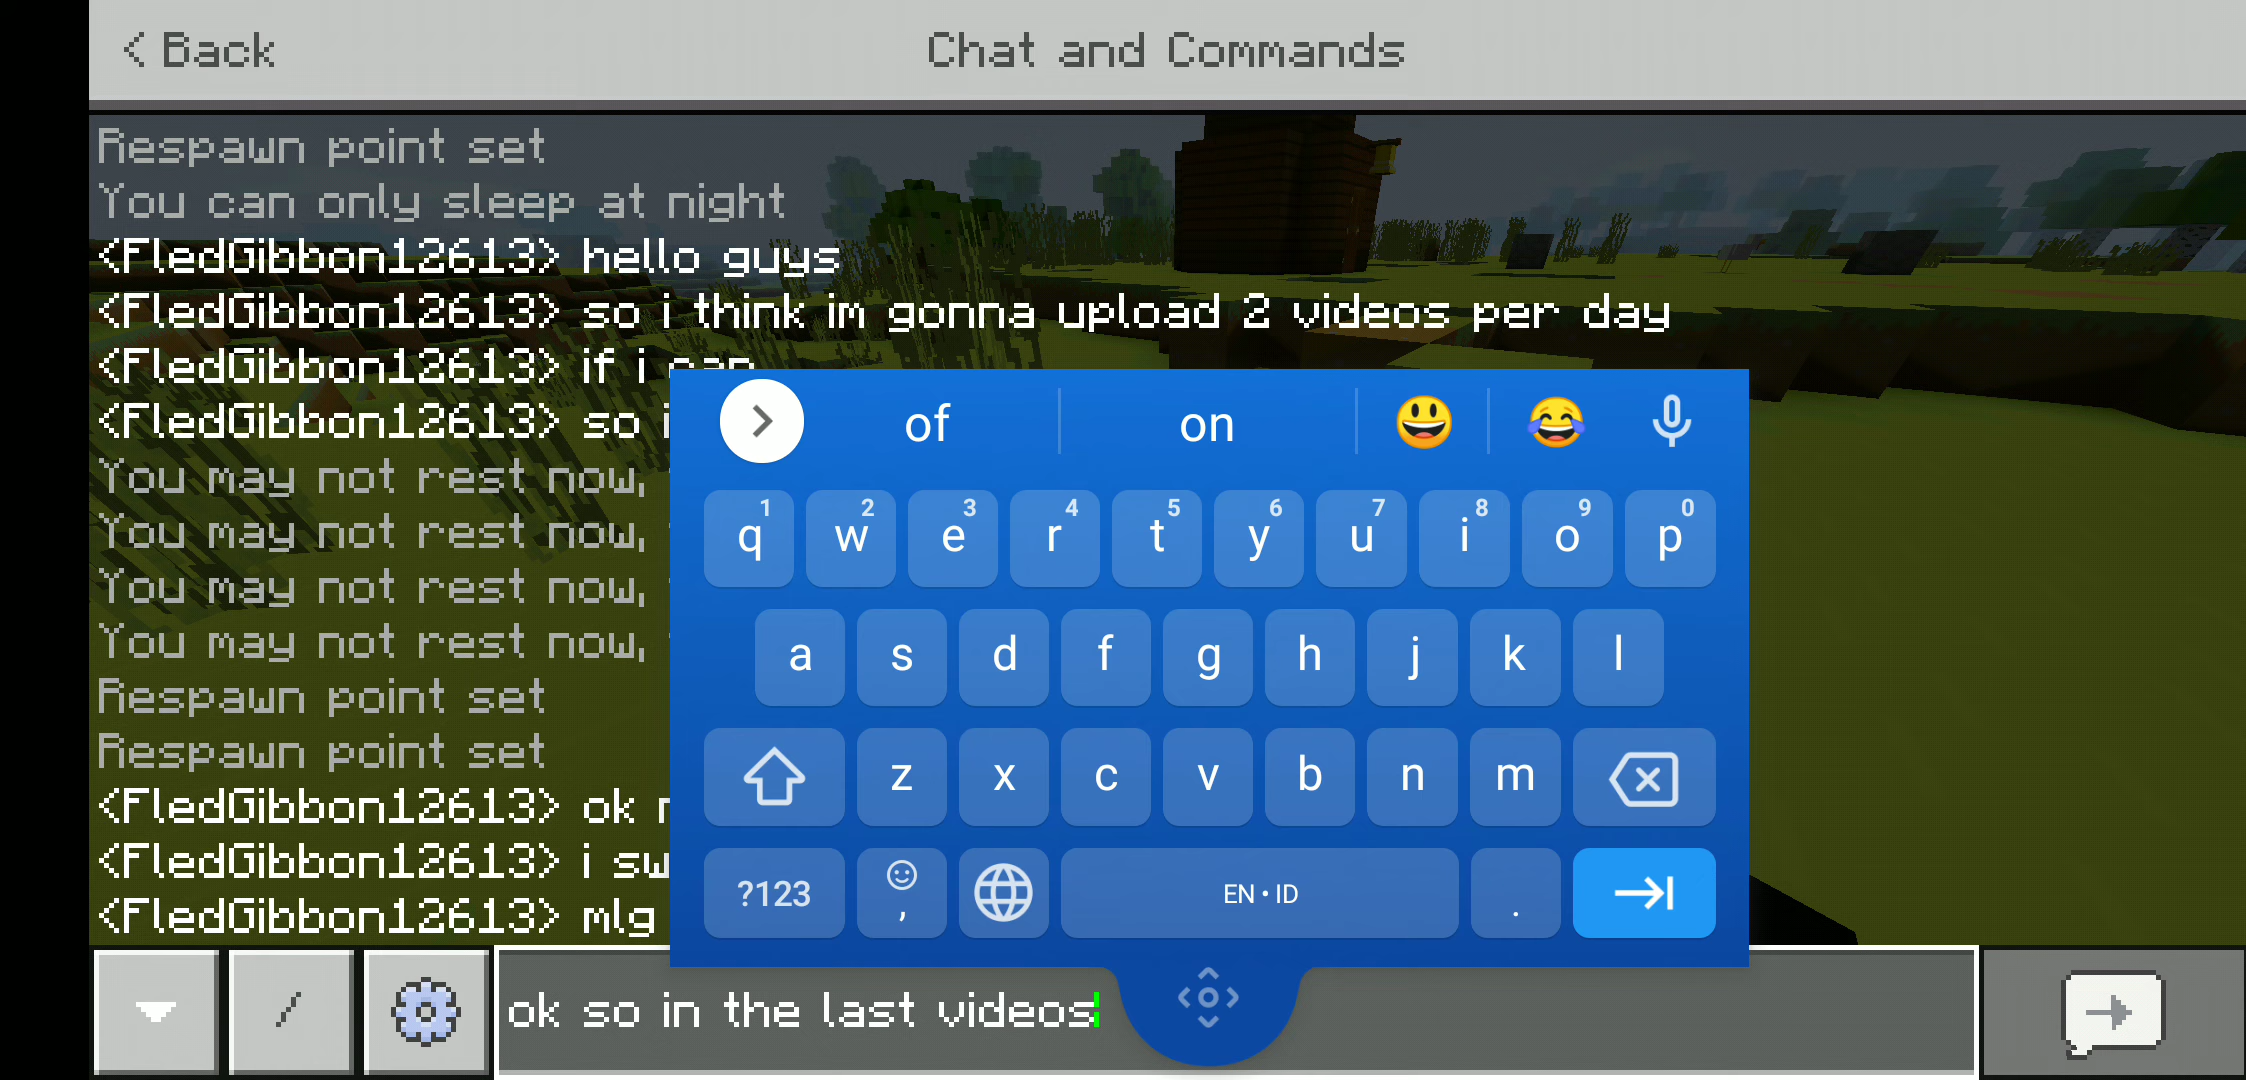 < Back
Chat and Commands
Respawn point set
You can only sleep at night
<FledGibbon12613> hello guys
<FledGibbon12613> so i think im gonna upload 2 videos per day
<FledGibbon12613> if i can
<FledGibbon12613> so i
You may not rest now,
You may not rest now,
You may not rest now,
You may not rest now,
Respawn point set
Respawn point set
<FledGibbon12613> ok
<FledGibbon12613> i sw
<FledGibbon12613> mlg
of on
1 2 3 4 5 6 7 8 9 0
q w e r t y u i o p
a s d f g h j k l
z x c v b n m
?123 , EN • ID .
/ ok so in the last videos